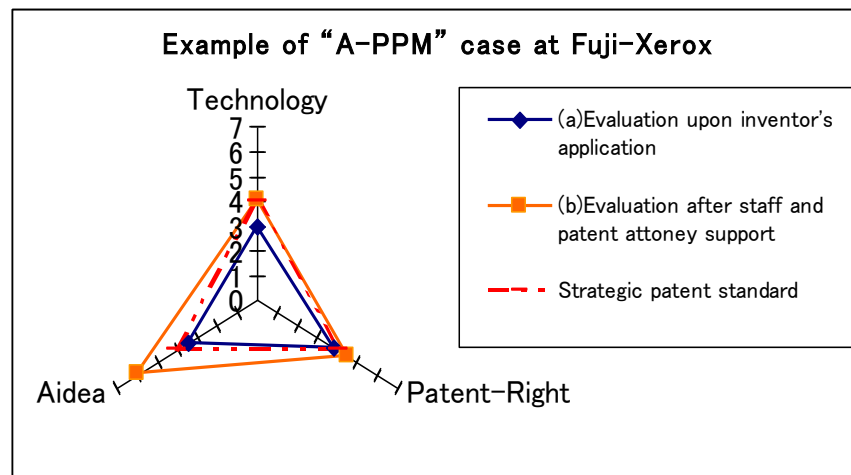 Example of “A-PPM” case at Fuji-Xerox
Technology
7
6
5
4
3
2
1
0
Aidea
Patent-Right
(a)Evaluation upon inventor's
application
(b)Evaluation after staff and
patent attoney support
Strategic patent standard